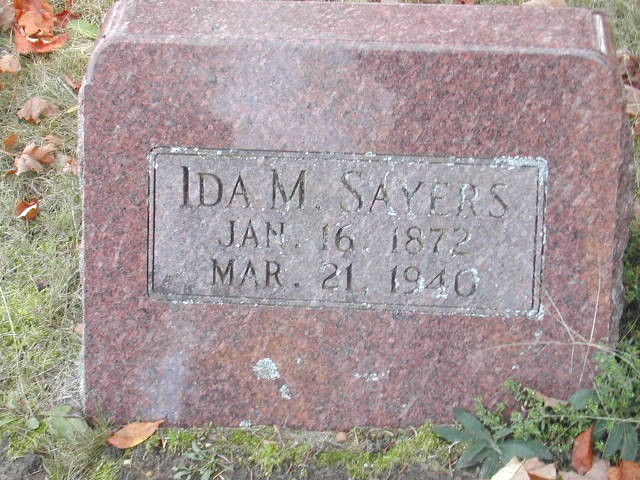 IDA M. SAYERS
JAN. 16. 1872
MAR. 21. 1940